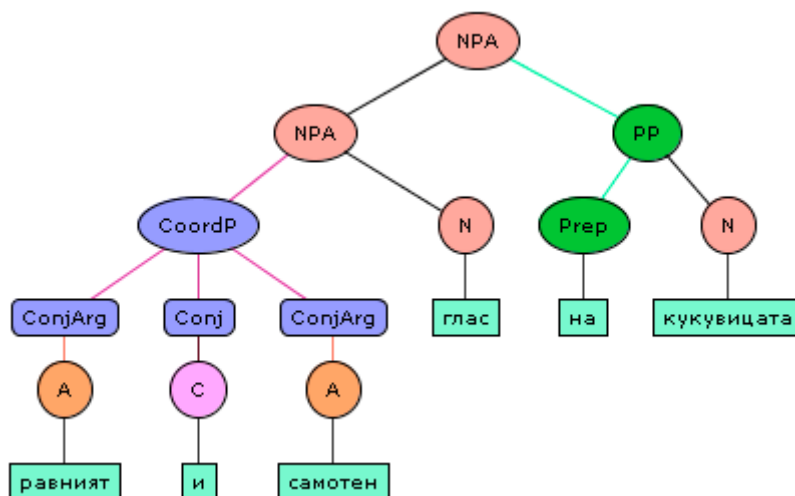 NPA
NPA PP
CoordP N Prep N
ConjArg Conj ConjArg глас на кукувицата
A C A
равният и самотен